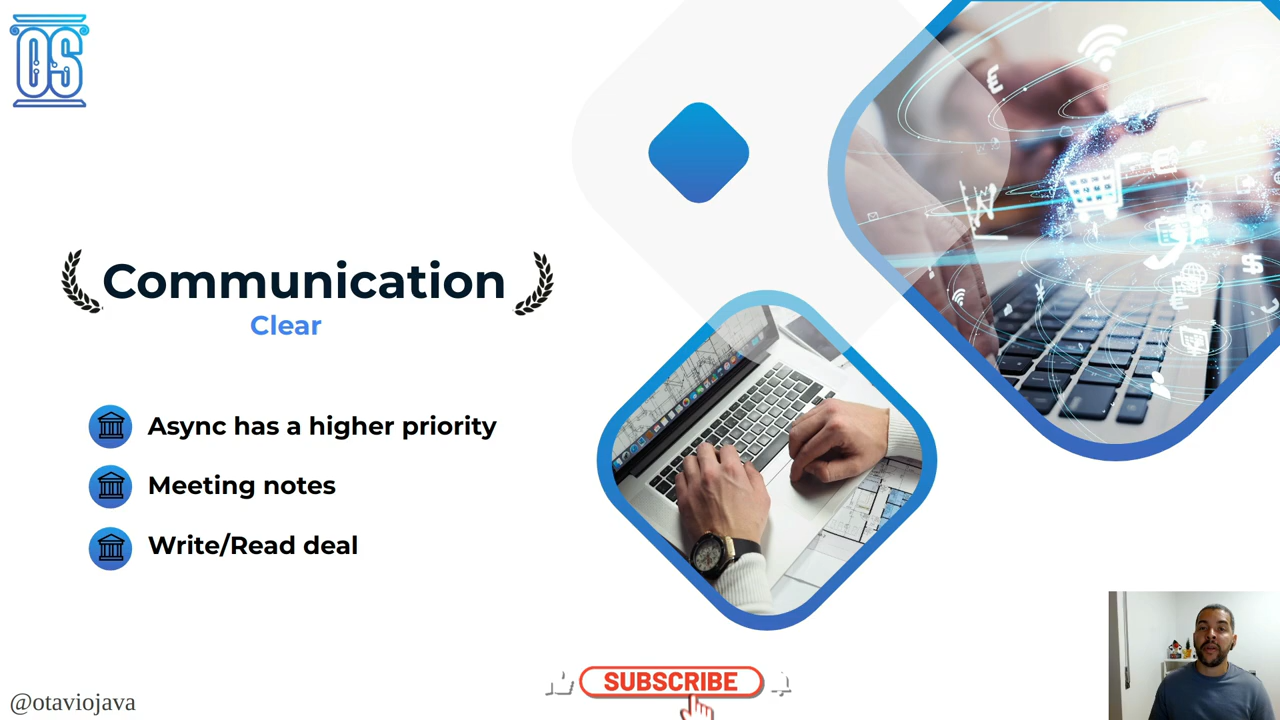 OS
Communication
Clear
Async has a higher priority
Meeting notes
Write/Read deal
SUBSCRIBE
@otaviojava